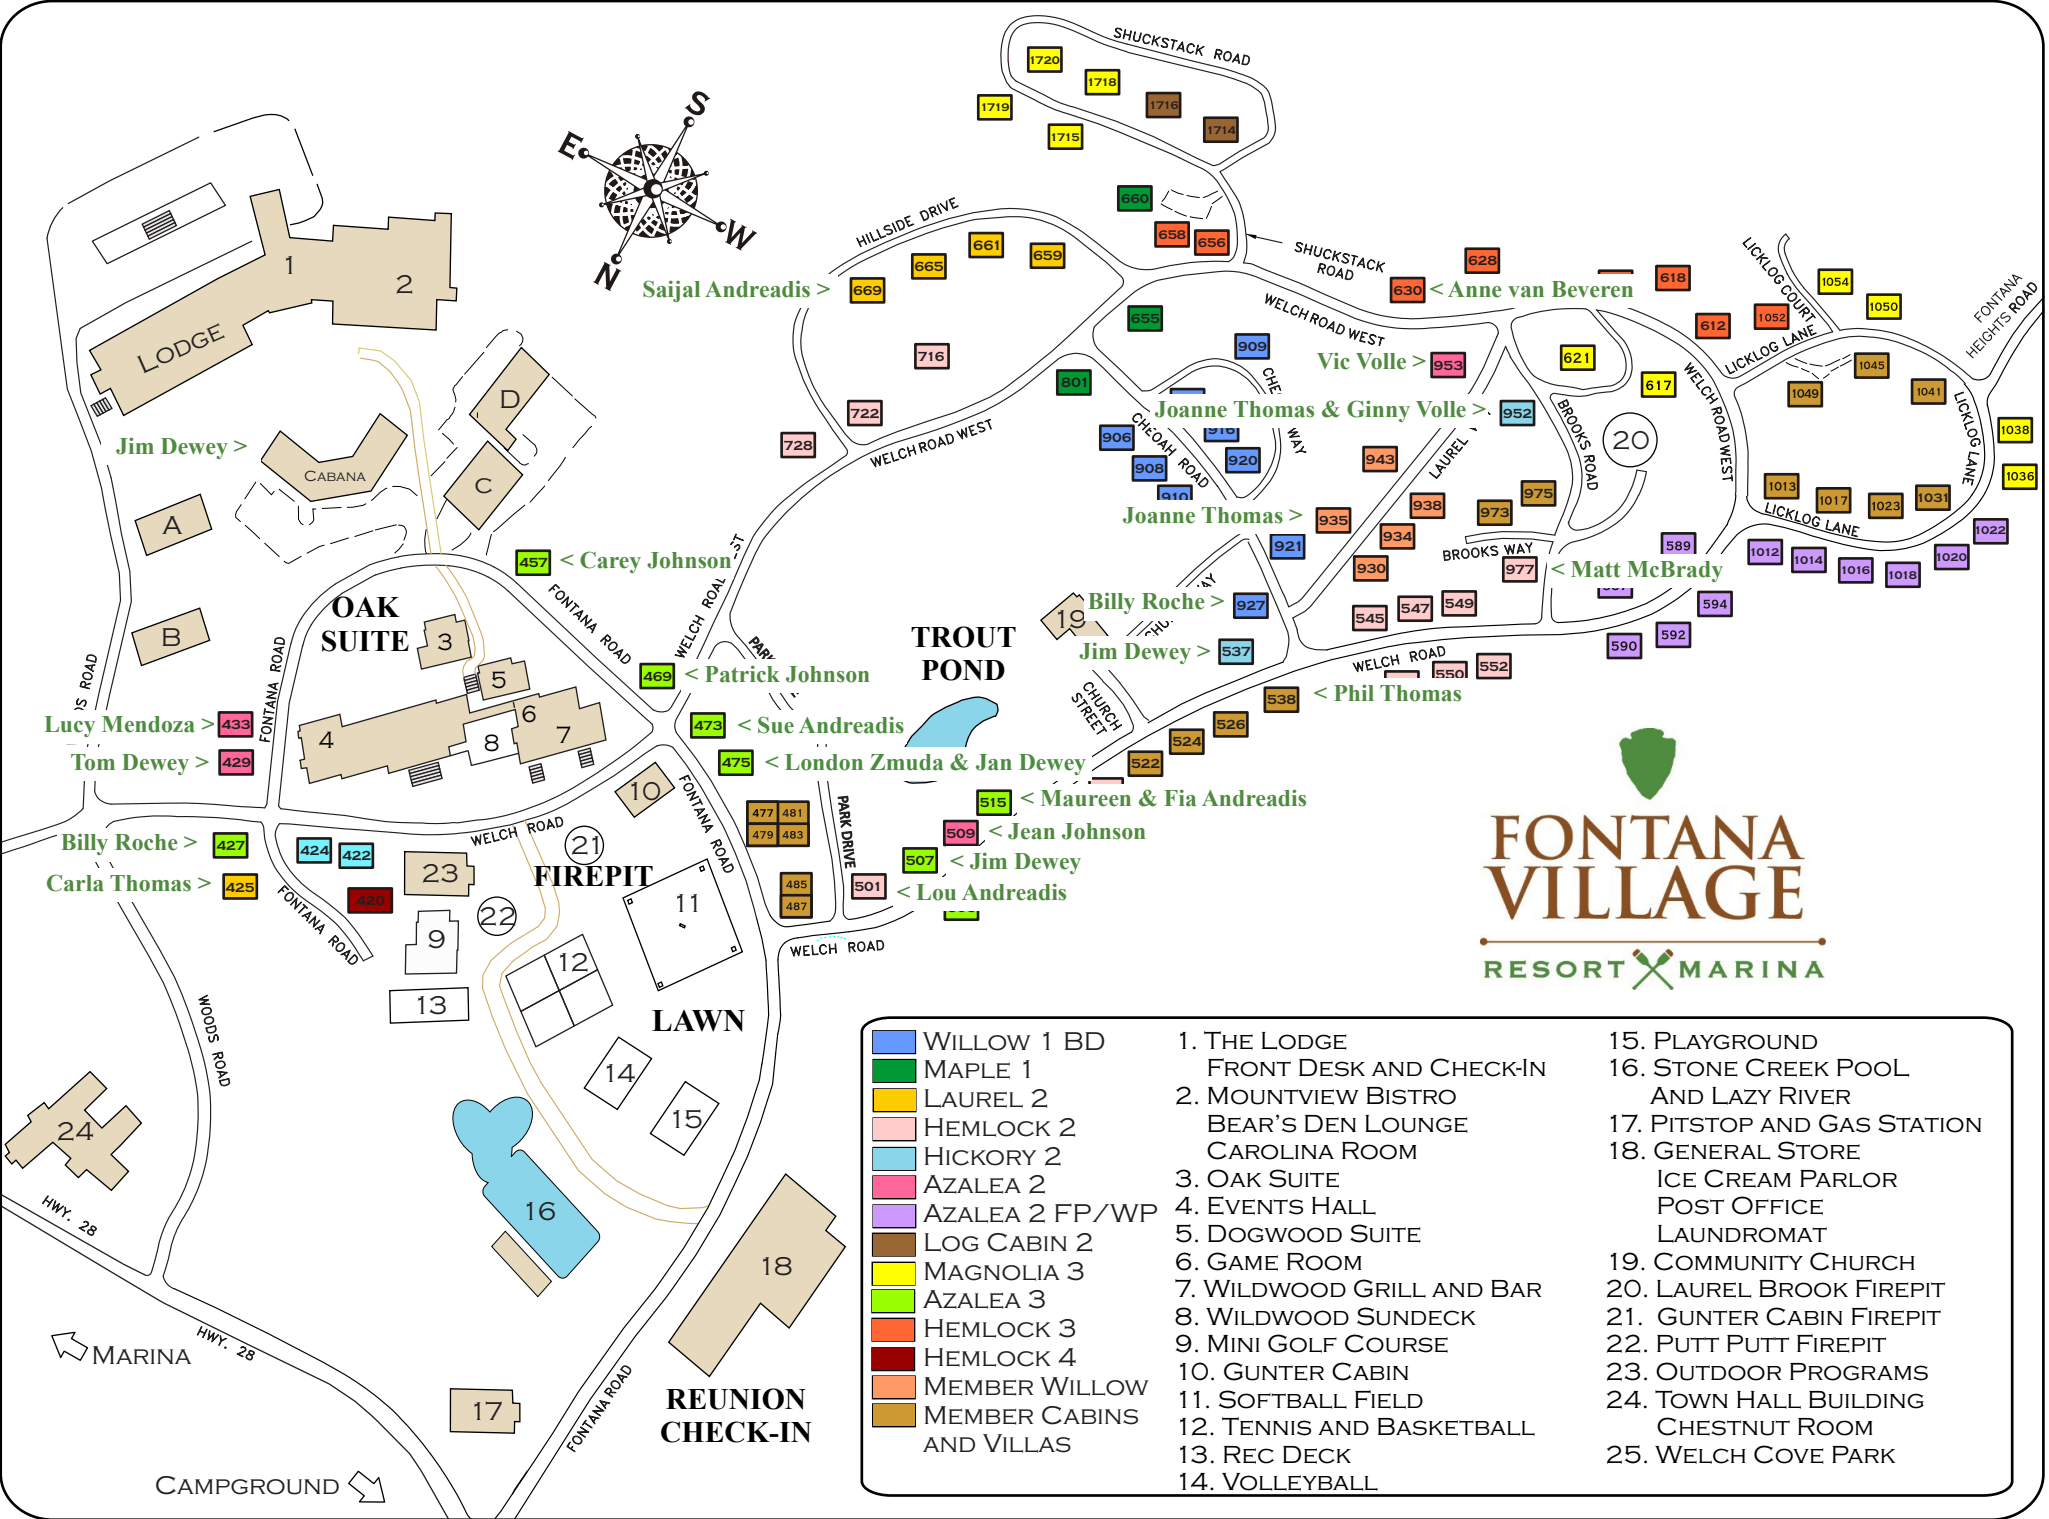 SHUCKSTACK ROAD
1720
1718
1719
1716
1715
1714
S
E
W
N
660
658
656
HILLSIDE DRIVE
661
659
665
669
Saijal Andreadis >
SHUCKSTACK
ROAD
628
630
< Anne van Beveren
618
612
1052
LICKLOG COURT
1054
1050
FONTANA
HEIGHTS ROAD
LICKLOG LANE
WELCH ROAD WEST
655
909
716
801
722
728
WELCH ROAD WEST
Vic Volle >
953
621
617
WELCH ROAD WEST
1045
1049
1041
LICKLOG LANE
1038
1036
Joanne Thomas & Ginny Volle >
952
BROOKS ROAD
20
906
CHEOAH ROAD
908
910
916
920
WAY
943
938
935
934
930
973
975
1013
1017
1023
1031
LICKLOG LANE
1022
Joanne Thomas >
921
BROOKS WAY
977
< Matt McBrady
589
1012
1014
1016
1018
1020
594
592
590
Billy Roche >
927
545
547
549
Jim Dewey >
537
WELCH ROAD
550
552
1
2
LODGE
D
C
Jim Dewey >
CABANA
A
B
457
< Carey Johnson
OAK
SUITE
FONTANA ROAD
WELCH ROAD
FONTANA ROAD
3
5
4
6
7
8
469
< Patrick Johnson
473
< Sue Andreadis
475
< London Zmuda & Jan Dewey
TROUT
POND
19
CHURCH
STREET
538
< Phil Thomas
526
524
522
Lucy Mendoza >
433
Tom Dewey >
429
10
FONTANA ROAD
477
481
479
483
PARK DRIVE
515
< Maureen & Fia Andreadis
509
< Jean Johnson
507
< Jim Dewey
501
< Lou Andreadis
485
487
Billy Roche >
427
Carla Thomas >
425
424
422
420
FONTANA ROAD
WELCH ROAD
21
FIREPIT
23
22
9
13
11
12
LAWN
WELCH ROAD
14
15
16
WOODS ROAD
24
HWY. 28
HWY. 28
MARINA
CAMPGROUND
17
18
FONTANA ROAD
REUNION
CHECK-IN
FONTANA
VILLAGE
RESORT MARINA
WILLOW 1 BD
MAPLE 1
LAUREL 2
HEMLOCK 2
HICKORY 2
AZALEA 2
AZALEA 2 FP/WP
LOG CABIN 2
MAGNOLIA 3
AZALEA 3
HEMLOCK 3
HEMLOCK 4
MEMBER WILLOW
MEMBER CABINS
AND VILLAS
1. THE LODGE
FRONT DESK AND CHECK-IN
2. MOUNTVIEW BISTRO
BEAR'S DEN LOUNGE
CAROLINA ROOM
3. OAK SUITE
4. EVENTS HALL
5. DOGWOOD SUITE
6. GAME ROOM
7. WILDWOOD GRILL AND BAR
8. WILDWOOD SUNDECK
9. MINI GOLF COURSE
10. GUNTER CABIN
11. SOFTBALL FIELD
12. TENNIS AND BASKETBALL
13. REC DECK
14. VOLLEYBALL
15. PLAYGROUND
16. STONE CREEK POOL
AND LAZY RIVER
17. PITSTOP AND GAS STATION
18. GENERAL STORE
ICE CREAM PARLOR
POST OFFICE
LAUNDROMAT
19. COMMUNITY CHURCH
20. LAUREL BROOK FIREPIT
21. GUNTER CABIN FIREPIT
22. PUTT PUTT FIREPIT
23. OUTDOOR PROGRAMS
24. TOWN HALL BUILDING
CHESTNUT ROOM
25. WELCH COVE PARK